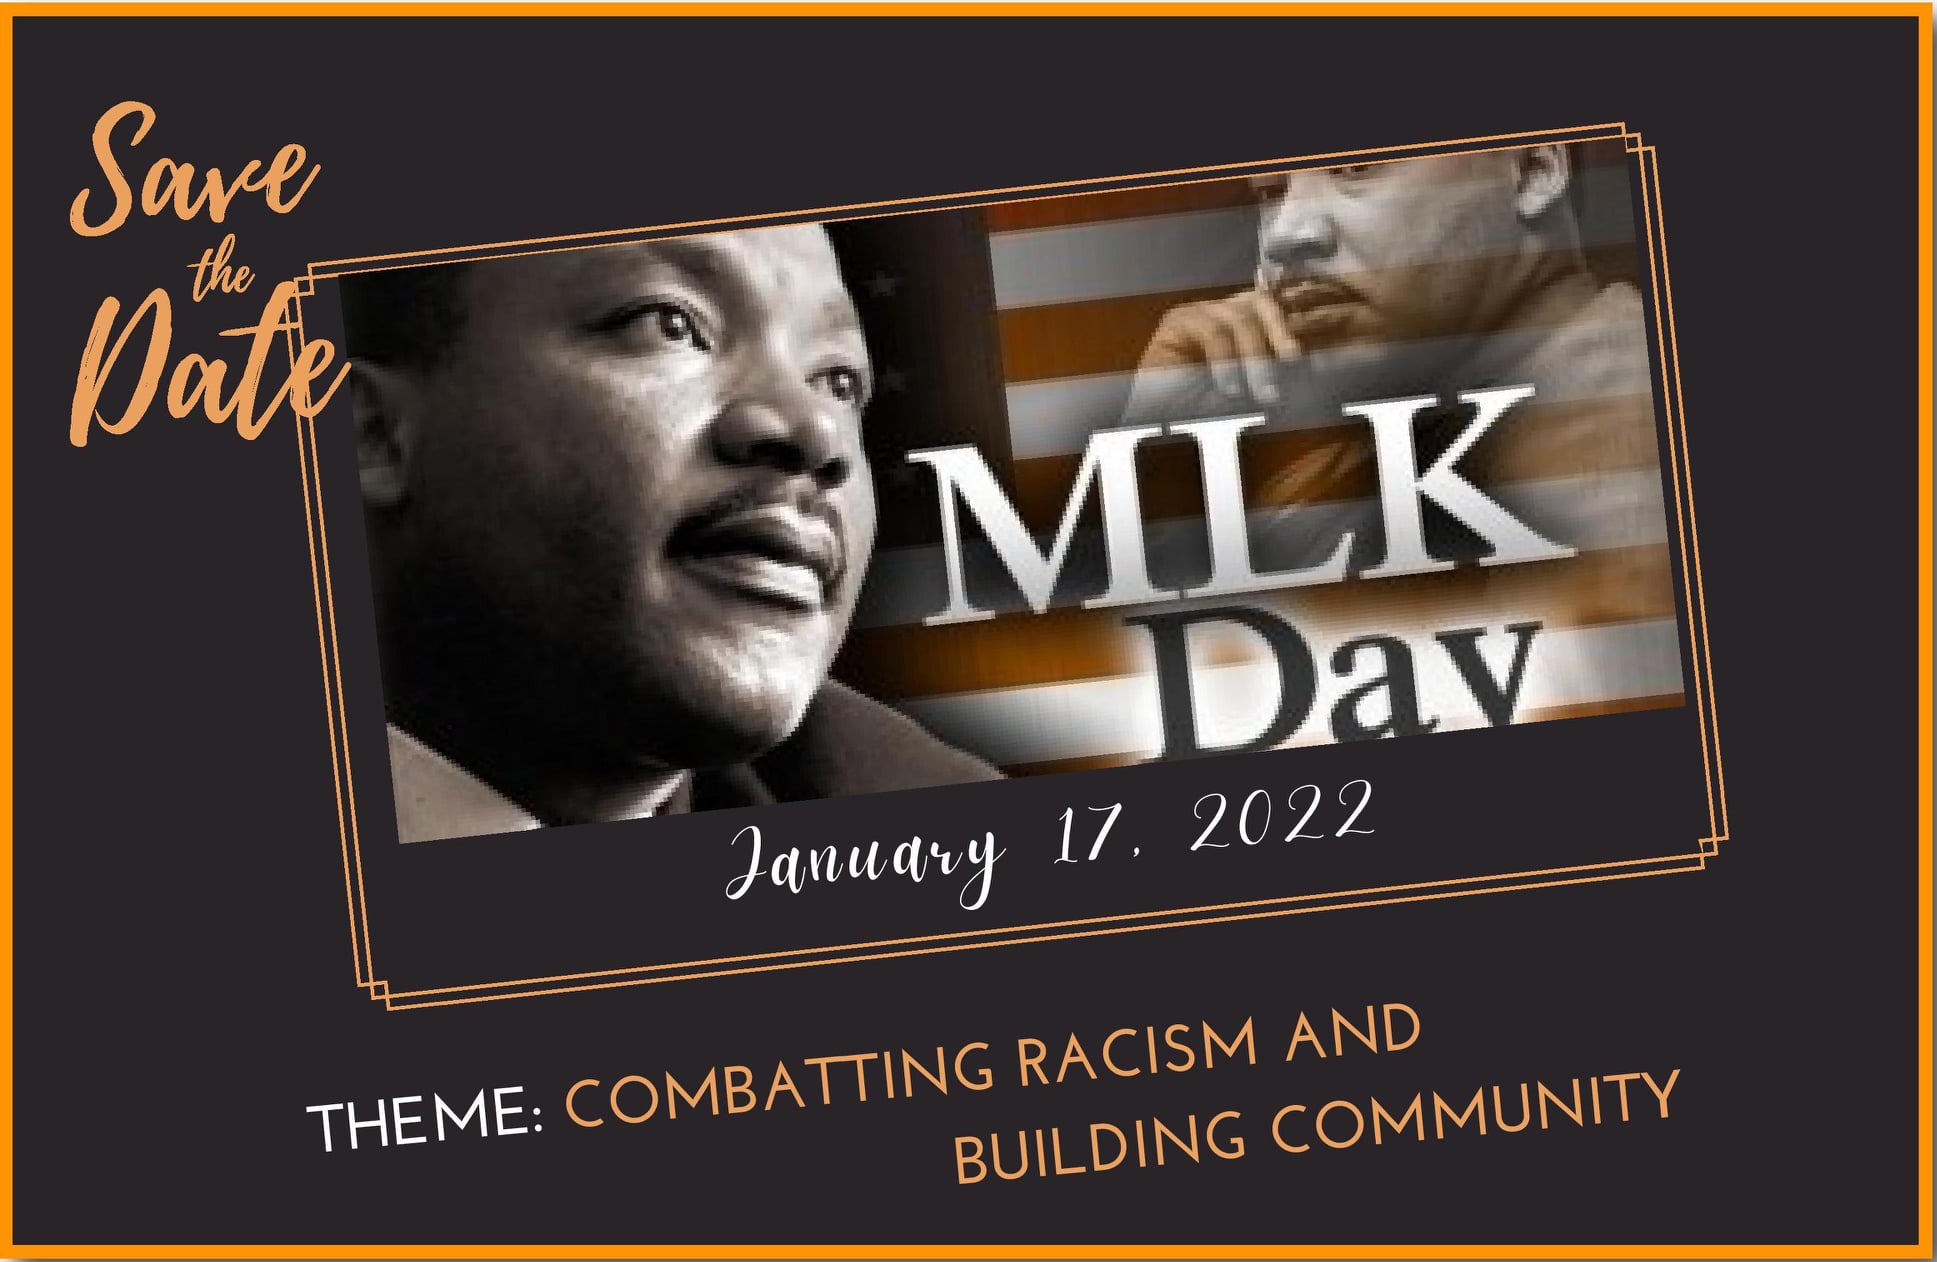 Save
the
Date
MLK
Day
January 17, 2022
THEME: COMBATTING RACISM AND
BUILDING COMMUNITY